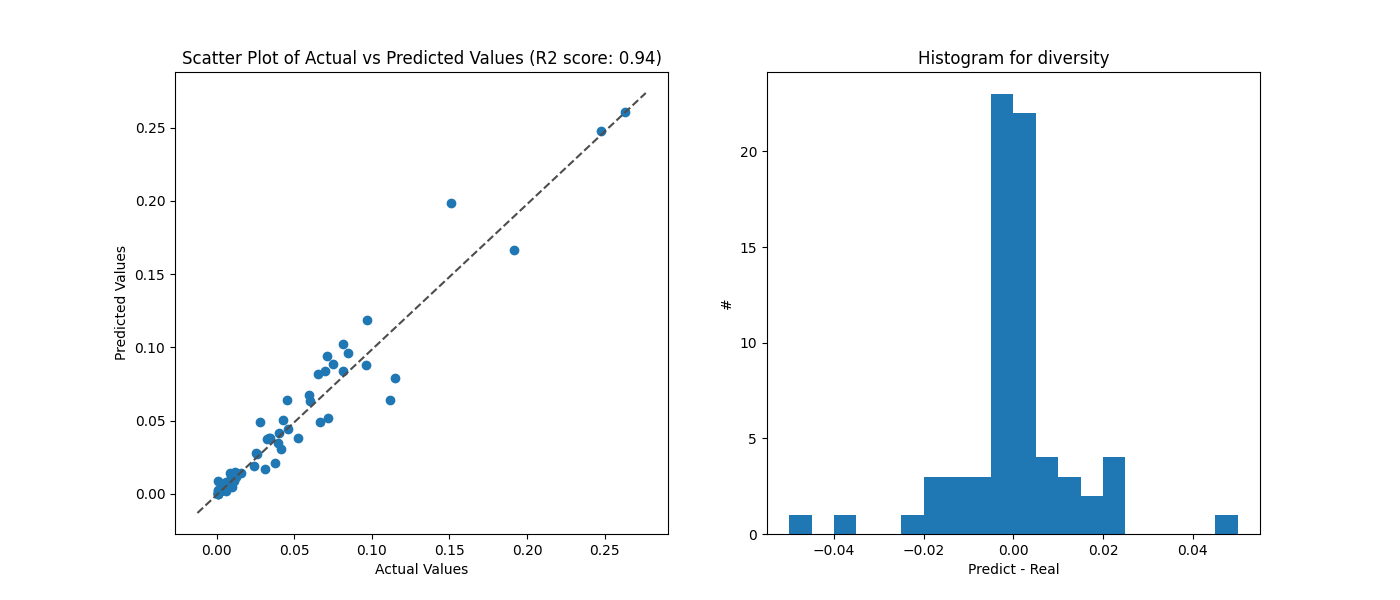 Scatter Plot of Actual vs Predicted Values (R2 score: 0.94)
Predicted Values
0.25
0.20
0.15
0.10
0.05
0.00
0.00 0.05 0.10 0.15 0.20 0.25
Actual Values
Histogram for diversity
#
20
15
10
5
0
−0.04 −0.02 0.00 0.02 0.04
Predict - Real